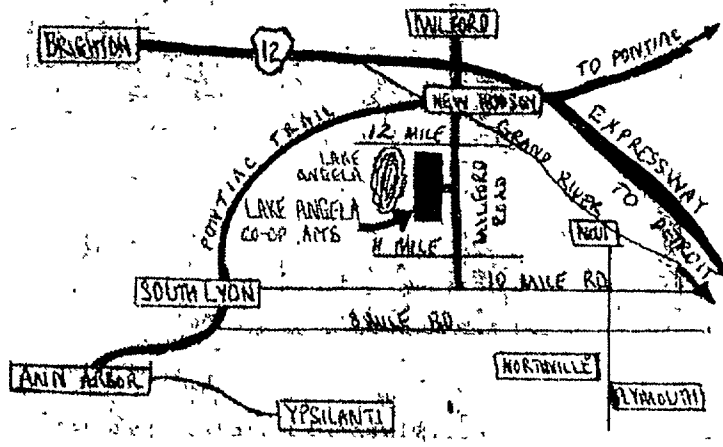 MILFORD
BRIGHTON
12
TO PONTIAC
NEW HUDSON
EXPRESSWAY
TO DETROIT
PONTIAC TRAIL
12 MILE
GRAND RIVER
LAKE
ANGELA
MILFORD
ROAD
LAKE ANGELA
CO-OP APTS
11 MILE
NOVI
SOUTH LYON
10 MILE RD
8 MILE RD.
ANN ARBOR
NORTHVILLE
PLYMOUTH
YPSILANTI